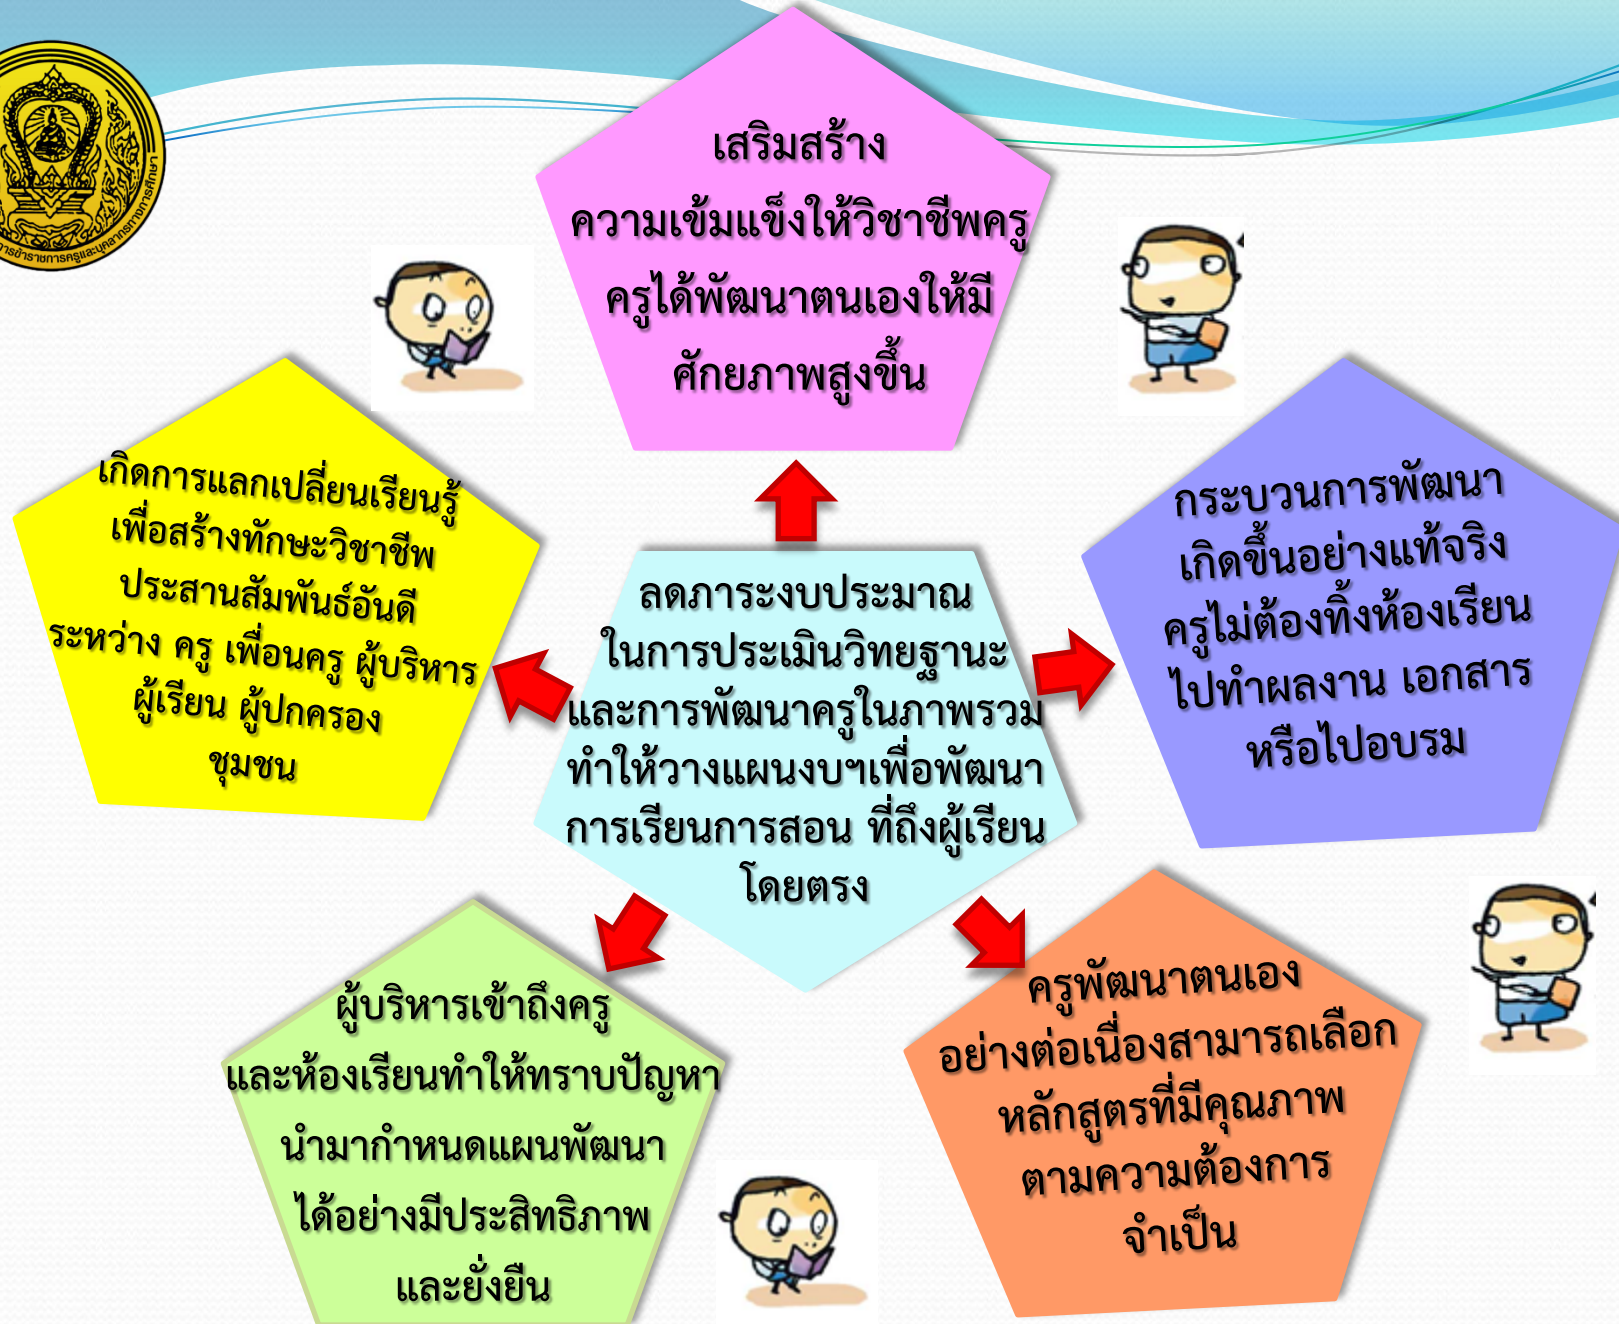 เสริมสร้าง
ความเข้มแข็งให้วิชาชีพครู
ครูได้พัฒนาตนเองให้มี
ศักยภาพสูงขึ้น
เกิดการแลกเปลี่ยนเรียนรู้
เพื่อสร้างทักษะวิชาชีพ
ประสานสัมพันธ์อันดี
ระหว่าง ครู เพื่อนครู ผู้บริหาร
ผู้เรียน ผู้ปกครอง
ชุมชน
ลดภาระงบประมาณ
ในการประเมินวิทยฐานะ
และการพัฒนาครูในภาพรวม
ทำให้วางแผนงบฯเพื่อพัฒนา
การเรียนการสอน ที่ถึงผู้เรียน
โดยตรง
กระบวนการพัฒนา
เกิดขึ้นอย่างแท้จริง
ครูไม่ต้องทิ้งห้องเรียน
ไปทำผลงาน เอกสาร
หรือไปอบรม
ผู้บริหารเข้าถึงครู
และห้องเรียนทำให้ทราบปัญหา
นำมากำหนดแผนพัฒนา
ได้อย่างมีประสิทธิภาพ
และยั่งยืน
ครูพัฒนาตนเอง
อย่างต่อเนื่องสามารถเลือก
หลักสูตรที่มีคุณภาพ
ตามความต้องการ
จำเป็น